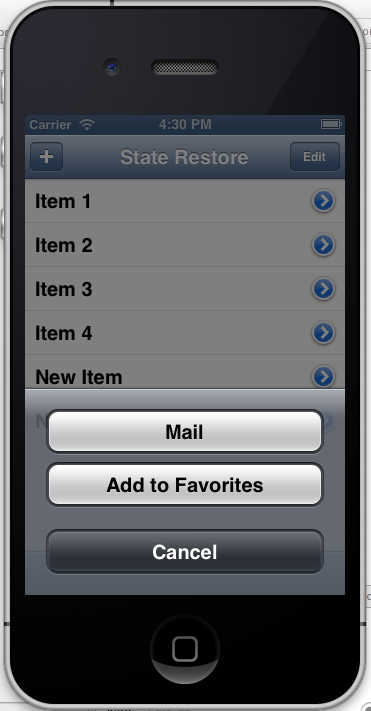 Carrier 4:30 PM
State Restore Edit
Item 1
Item 2
Item 3
Item 4
New Item
Mail
Add to Favorites
Cancel